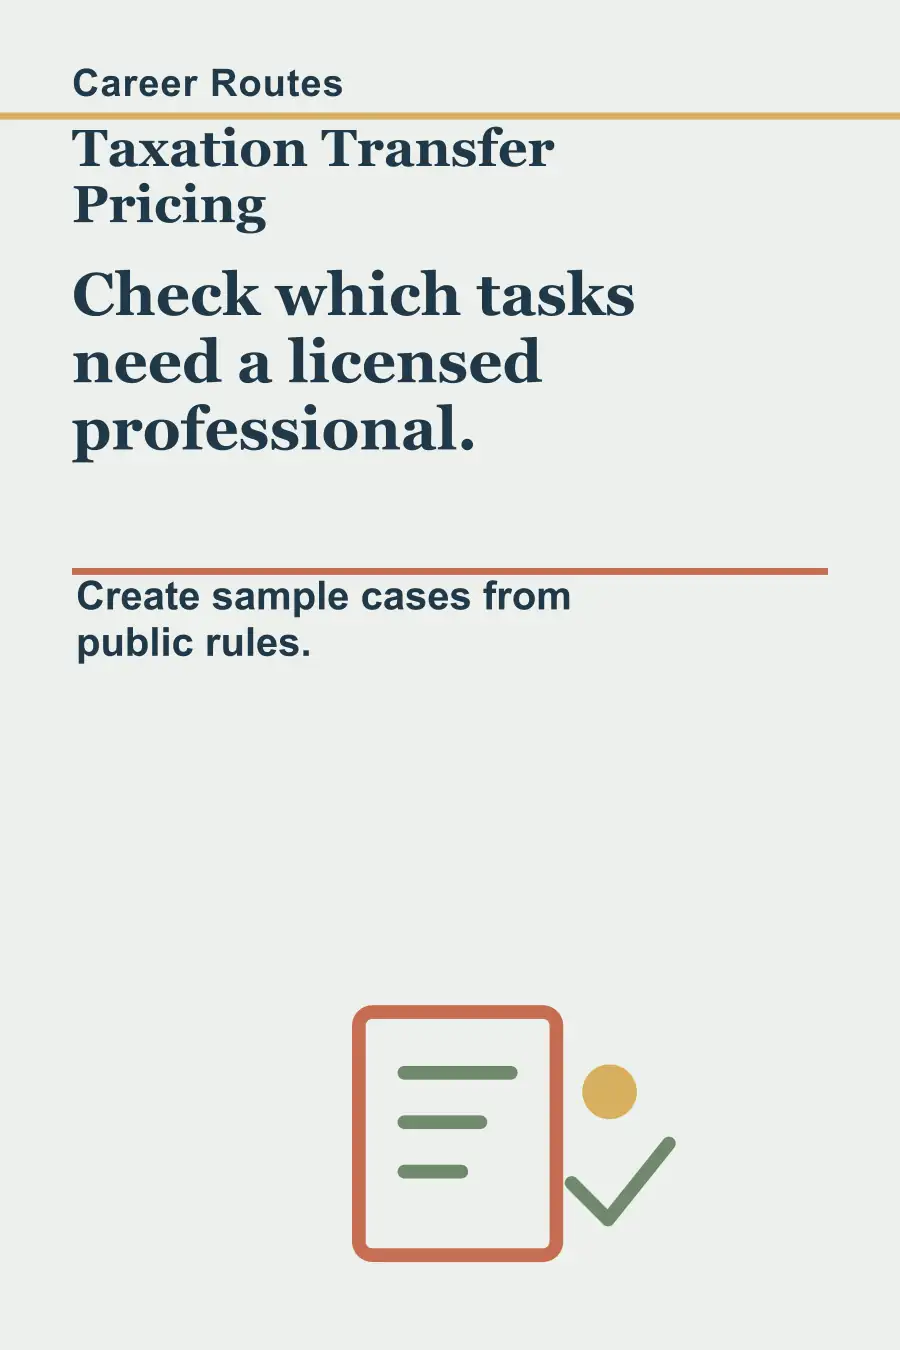 Career Routes
Taxation Transfer
Pricing
Check which tasks
need a licensed
professional.
Create sample cases from
public rules.